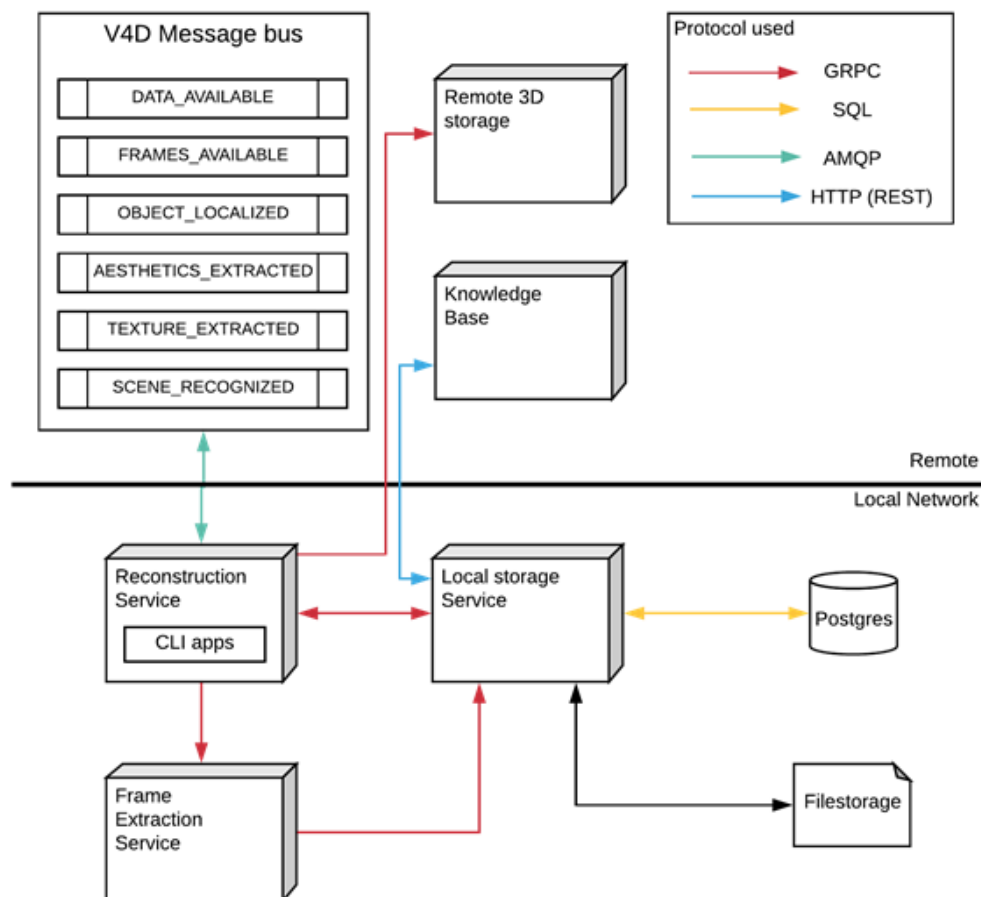 V4D Message bus
DATA_AVAILABLE
FRAMES_AVAILABLE
OBJECT_LOCALIZED
AESTHETICS_EXTRACTED
TEXTURE_EXTRACTED
SCENE_RECOGNIZED
Remote 3D
storage
Knowledge
Base
Protocol used
GRPC
SQL
AMQP
HTTP (REST)
Remote
Local Network
Reconstruction
Service
CLI apps
Local storage
Service
Postgres
Frame
Extraction
Service
Filestorage